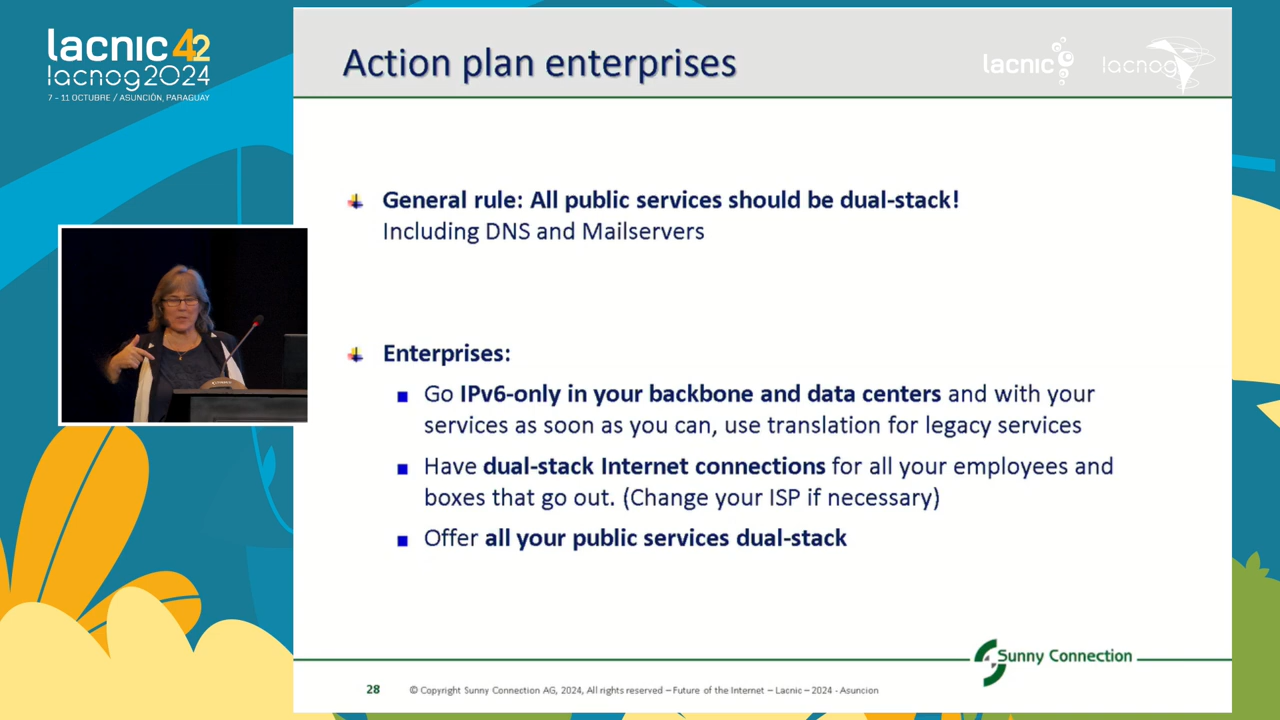 lacnic 42
lacnog2024
7 - 11 OCTUBRE / ASUNCIÓN, PARAGUAY
Action plan enterprises
lacnic
lacnog
General rule: All public services should be dual-stack!
Including DNS and Mailservers
Enterprises:
Go IPv6-only in your backbone and data centers and with your
services as soon as you can, use translation for legacy services
Have dual-stack Internet connections for all your employees and
boxes that go out. (Change your ISP if necessary)
Offer all your public services dual-stack
Sunny Connection
28
© Copyright Sunny Connection AG, 2024, All rights reserved – Future of the Internet – Lacnic – 2024 - Asuncion